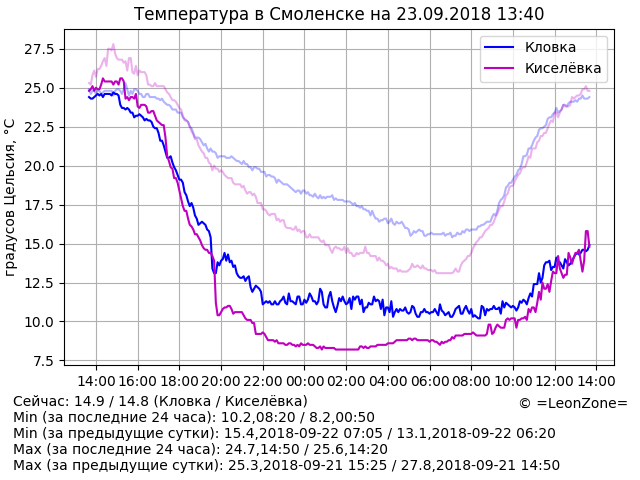 Температура в Смоленске на 23.09.2018 13:40
Кловка
Киселёвка
градусов Цельсия, °C
27.5
25.0
22.5
20.0
17.5
15.0
12.5
10.0
7.5
14:00 16:00 18:00 20:00 22:00 00:00 02:00 04:00 06:00 08:00 10:00 12:00 14:00
Сейчас: 14.9 / 14.8 (Кловка / Киселёвка)
© =LeonZone=
Min (за последние 24 часа): 10.2,08:20 / 8.2,00:50
Min (за предыдущие сутки): 15.4,2018-09-22 07:05 / 13.1,2018-09-22 06:20
Max (за последние 24 часа): 24.7,14:50 / 25.6,14:20
Max (за предыдущие сутки): 25.3,2018-09-21 15:25 / 27.8,2018-09-21 14:50